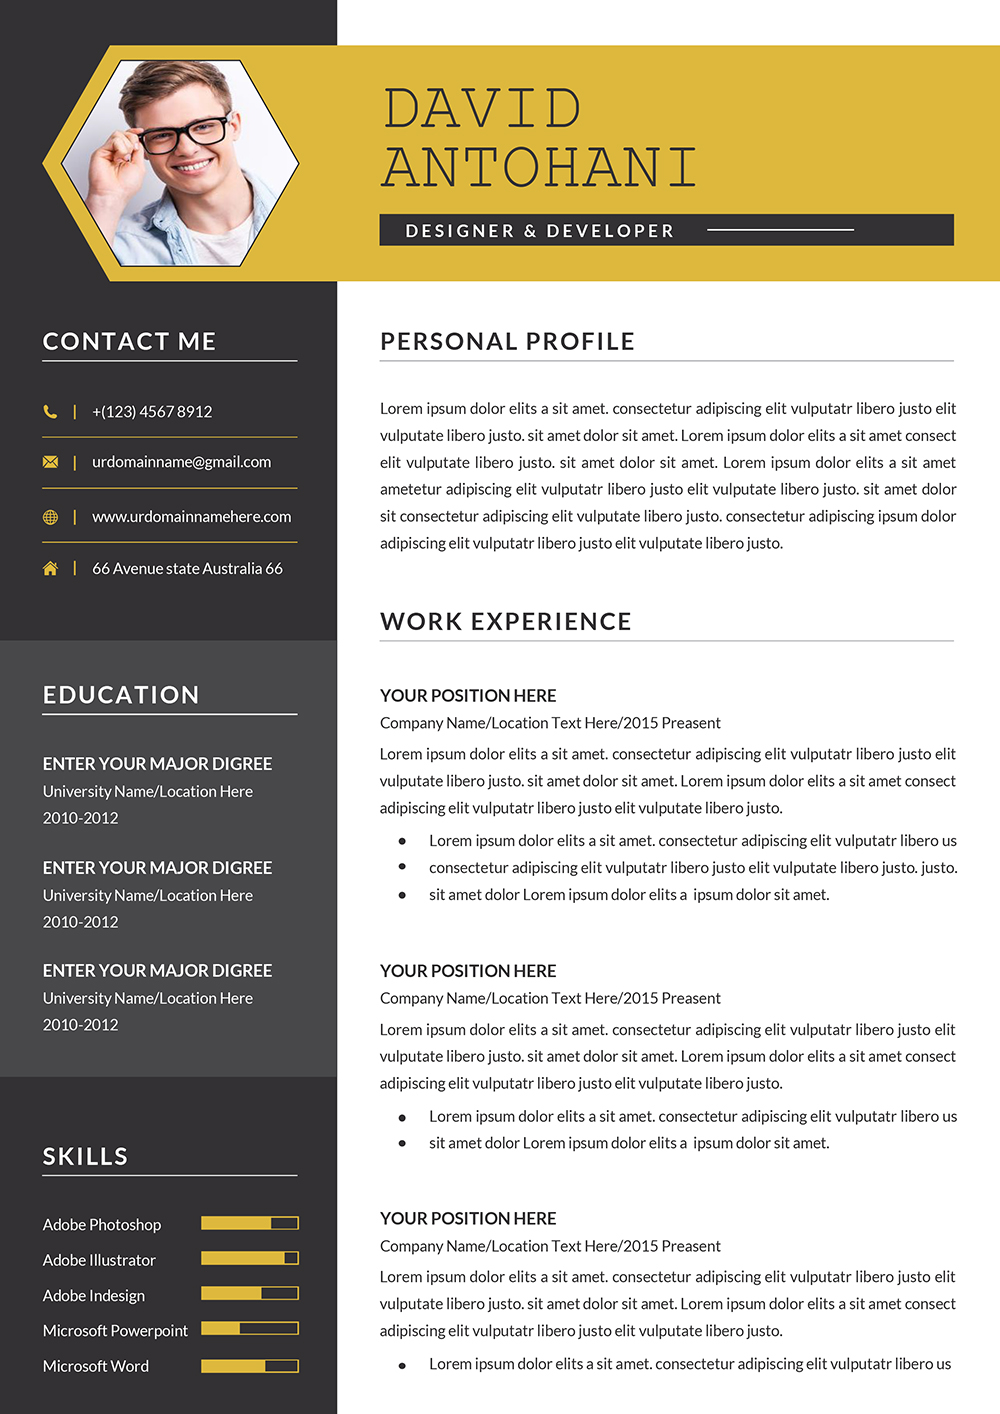 DAVID
ANTOHANI
DESIGNER & DEVELOPER
CONTACT ME
+(123) 4567 8912
urdomainname@gmail.com
www.urdomainnamehere.com
66 Avenue state Australia 66
EDUCATION
ENTER YOUR MAJOR DIGREE
University Name/Location Here
2010-2012
ENTER YOUR MAJOR DIGREE
University Name/Location Here
2010-2012
ENTER YOUR MAJOR DIGREE
University Name/Location Here
2010-2012
SKILLS
Adobe Photoshop
Adobe Illustrator
Adobe Indesign
Microsoft Powerpoint
Microsoft Word
PERSONAL PROFILE
Lorem ipsum dolor elits a sit amet. consectetur adipiscing elit vulputatr libero justo elit
vulputate libero justo. sit amet dolor sit amet. Lorem ipsum dolor elits a sit amet consect
elit vulputate libero justo. sit amet dolor sit amet. Lorem ipsum dolor elits a sit amet
ametetur adipiscing elit vulputatr libero justo elit vulputate libero justo. sit amet dolor
sit consectetur adipiscing elit vulputate libero justo. consectetur adipiscing ipsum dolor
adipiscing elit vulputatr libero justo elit vulputate libero justo.
WORK EXPERIENCE
YOUR POSITION HERE
Company Name/Location Text Here/2015 Preasent
Lorem ipsum dolor elits a sit amet. consectetur adipiscing elit vulputatr libero justo elit
vulputate libero justo. sit amet dolor sit amet. Lorem ipsum dolor elits a sit amet consect
adipiscing elit vulputatr libero justo elit vulputate libero justo.
• Lorem ipsum dolor elits a sit amet. consectetur adipiscing elit vulputatr libero us
• consectetur adipiscing elit vulputatr libero justo elit vulputate libero justo. justo.
• sit amet dolor Lorem ipsum dolor elits a ipsum dolor sit amet.
YOUR POSITION HERE
Company Name/Location Text Here/2015 Preasent
Lorem ipsum dolor elits a sit amet. consectetur adipiscing elit vulputatr libero justo elit
vulputate libero justo. sit amet dolor sit amet. Lorem ipsum dolor elits a sit amet consect
adipiscing elit vulputatr libero justo elit vulputate libero justo.
• Lorem ipsum dolor elits a sit amet. consectetur adipiscing elit vulputatr libero us
• sit amet dolor Lorem ipsum dolor elits a ipsum dolor sit amet.
YOUR POSITION HERE
Company Name/Location Text Here/2015 Preasent
Lorem ipsum dolor elits a sit amet. consectetur adipiscing elit vulputatr libero justo elit
vulputate libero justo. sit amet dolor sit amet. Lorem ipsum dolor elits a sit amet consect
adipiscing elit vulputatr libero justo elit vulputate libero justo.
• Lorem ipsum dolor elits a sit amet. consectetur adipiscing elit vulputatr libero us